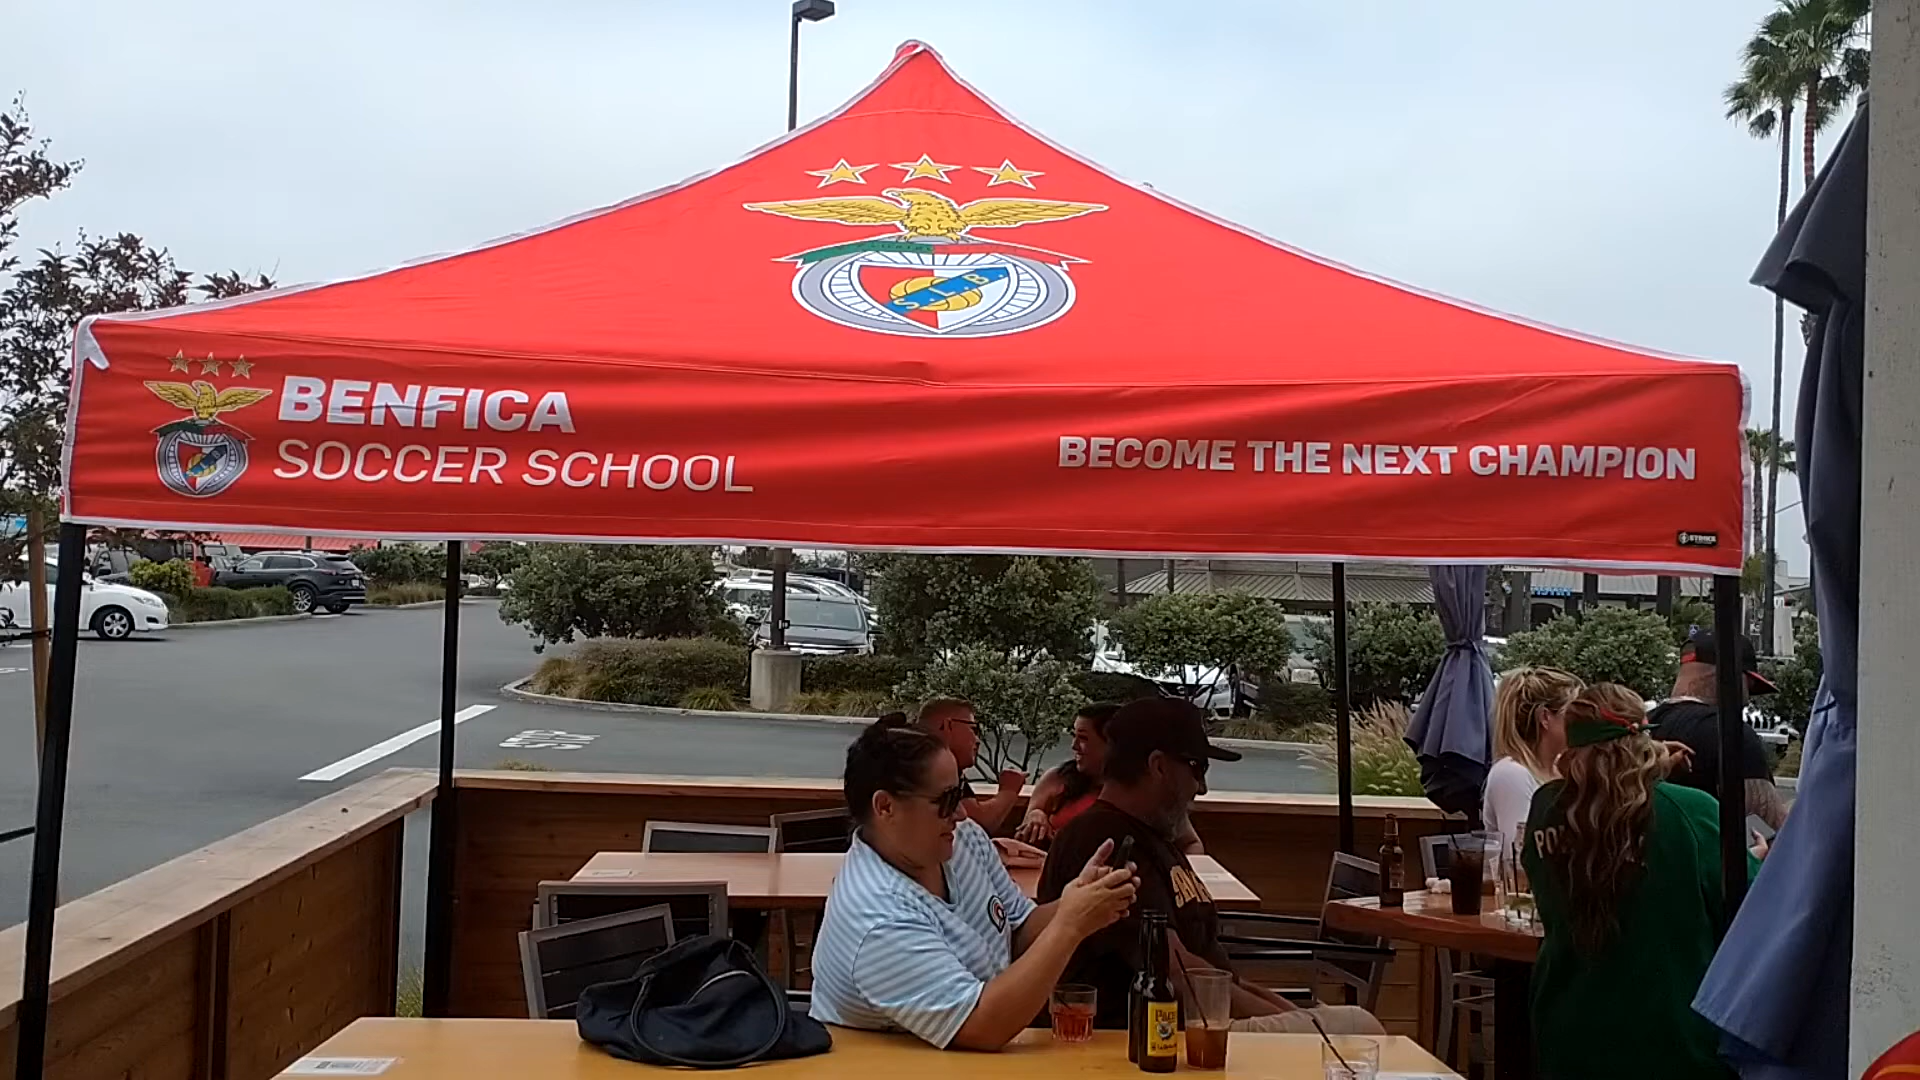 S.L.B.
BENFICA
SOCCER SCHOOL
BECOME THE NEXT CHAMPION
STOP